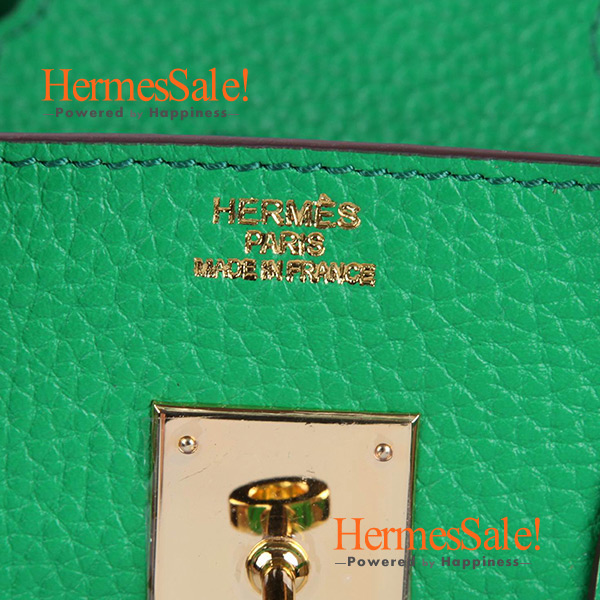 HermesSale!
—Powered by Happiness—
HERMÈS
PARIS
MADE IN FRANCE
HermesSale!
—Powered by Happiness—